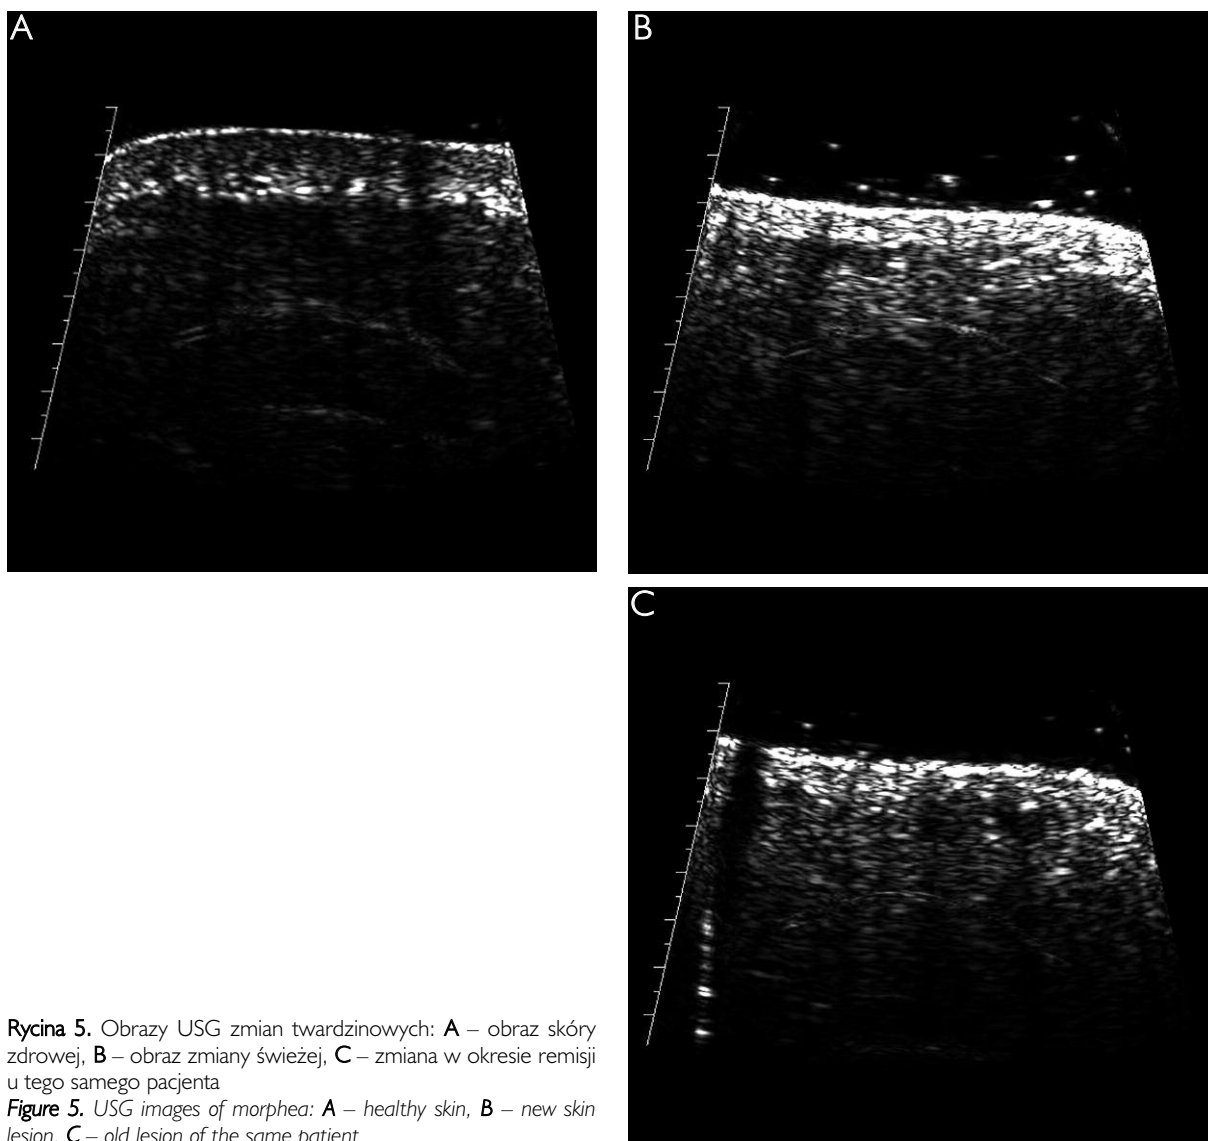 A
B
C
Rycina 5. Obrazy USG zmian twardzinowych: A – obraz skóry
zdrowej, B – obraz zmiany świeżej, C – zmiana w okresie remisji
u tego samego pacjenta
Figure 5. USG images of morphea: A – healthy skin, B – new skin
lesion, C – old lesion of the same patient